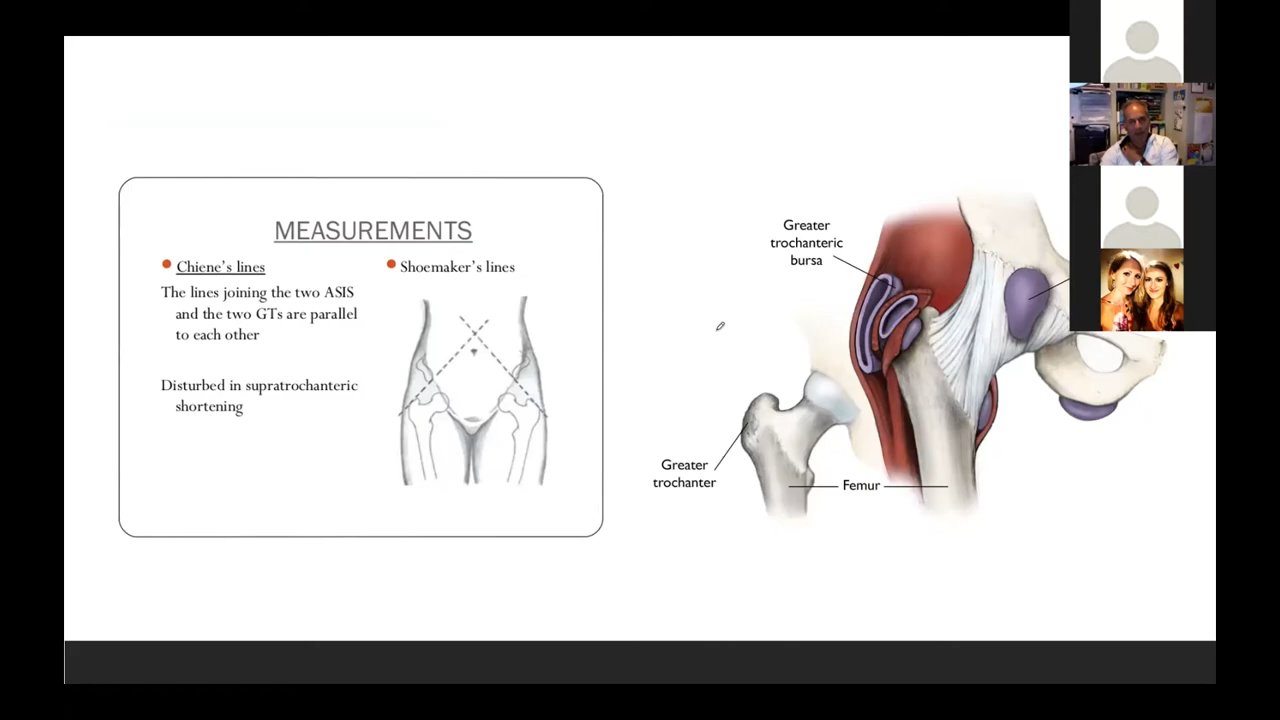 MEASUREMENTS
Chiene's lines
The lines joining the two ASIS
and the two GTs are parallel
to each other
Disturbed in supratrochanteric
shortening
Shoemaker's lines
Greater
trochanteric
bursa
Greater
trochanter
Femur